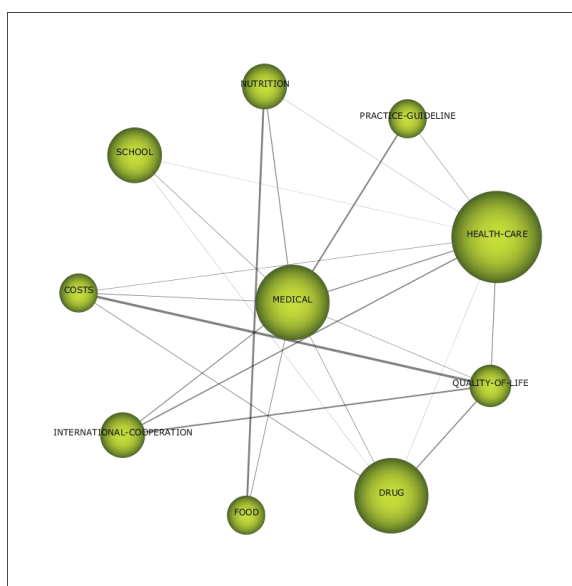 NUTRITION
PRACTICE-GUIDELINE
SCHOOL
HEALTH-CARE
COSTS
MEDICAL
QUALITY-OF-LIFE
INTERNATIONAL-COOPERATION
DRUG
FOOD